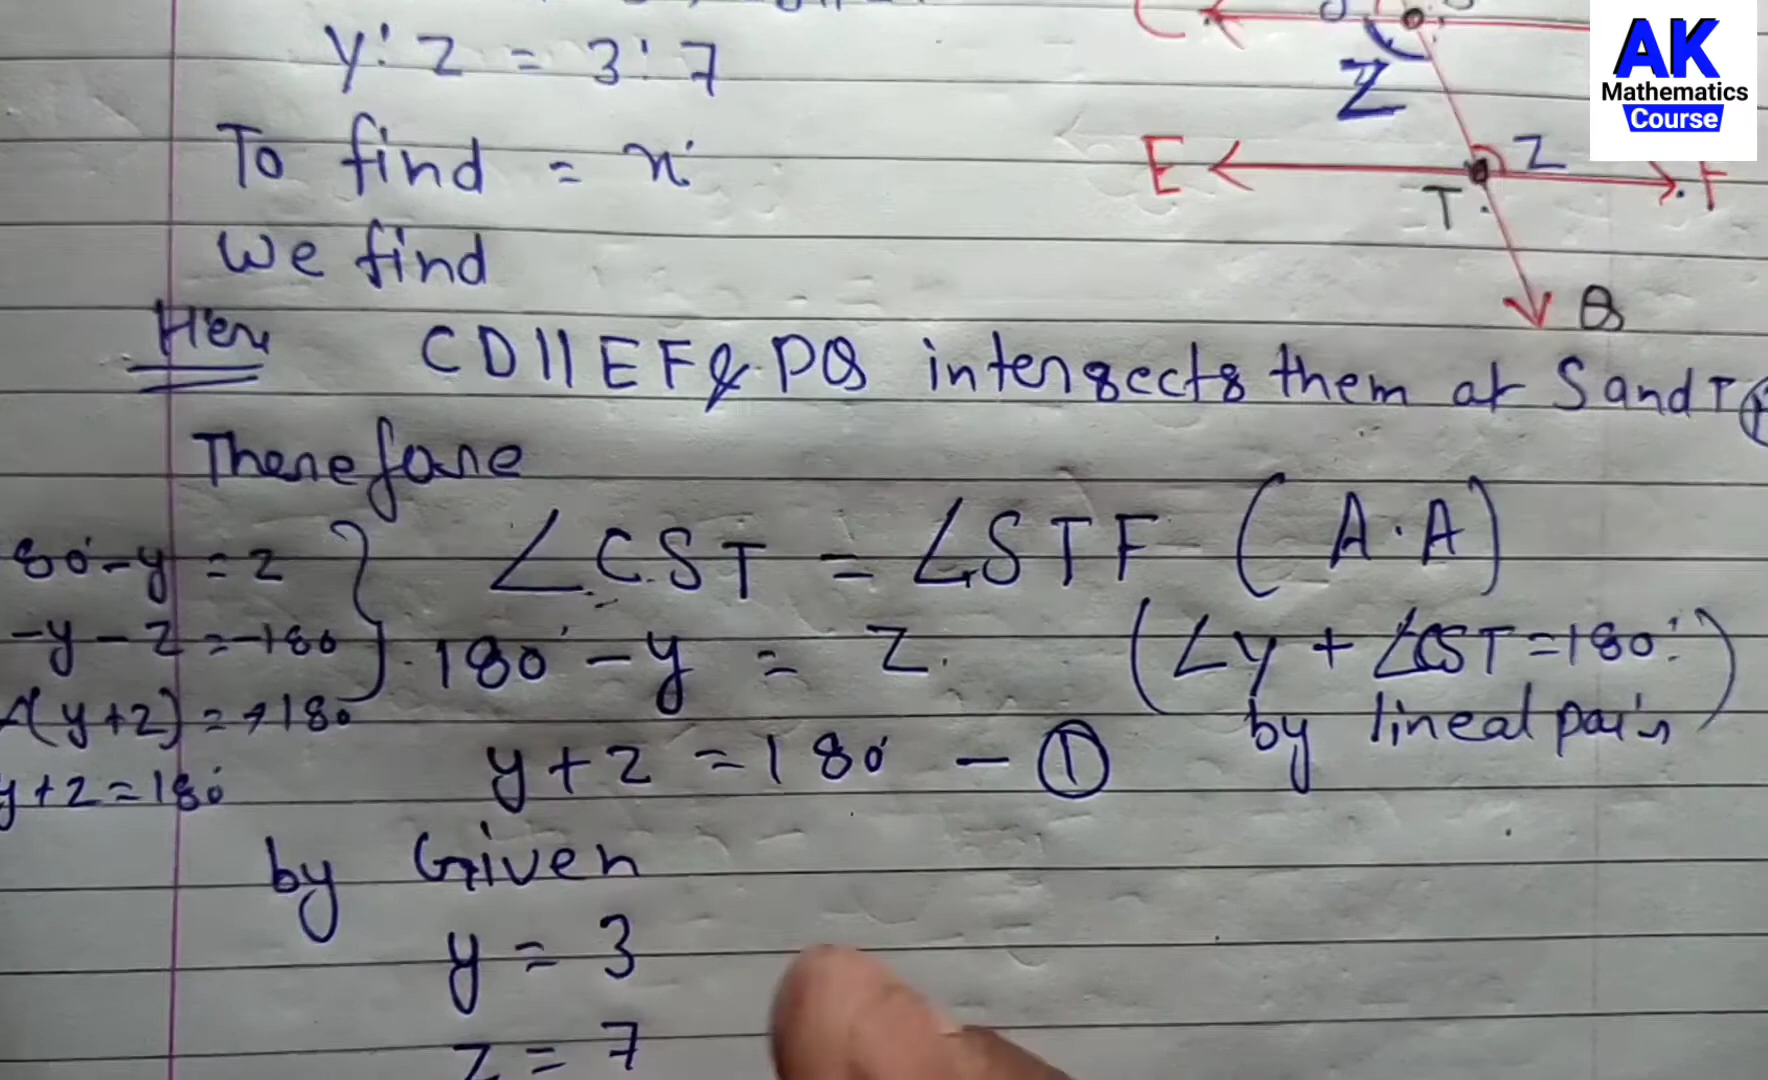 y : z = 3 : 7
To find = x
we find
Here CD || EF & PQ intersects them at S and T
Therefore
∠CST = ∠STF (A.A)
180° - y = z. (∠y + ∠CST = 180°)
by lineal pair
y + z = 180° - ①
80° - y = z
-y - z = -180
-(y + z) = -180
y + z = 180°
by Given
y = 3
z = 7
C
Z
E
Z
F
T
Q
AK
Mathematics
Course